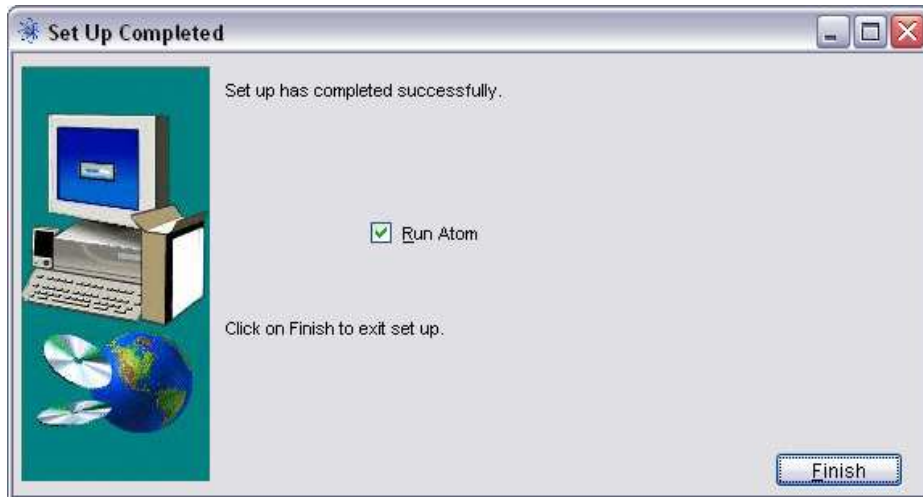 Set Up Completed
Set up has completed successfully.
Run Atom
Click on Finish to exit set up.
Finish